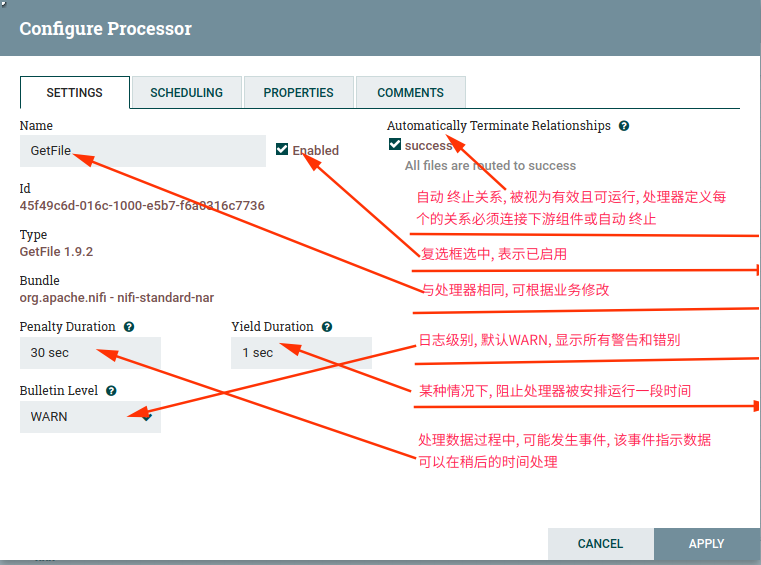 Configure Processor
SETTINGS
SCHEDULING
PROPERTIES
COMMENTS
Name
GetFile
Enabled
Id
45f49c6d-016c-1000-e5b7-f6a0316c7736
Type
GetFile 1.9.2
Bundle
org.apache.nifi - nifi-standard-nar
Penalty Duration
Yield Duration
30 sec
1 sec
Bulletin Level
WARN
Automatically Terminate Relationships
success
All files are routed to success
自动 终止关系, 被视为有效且可运行, 处理器定义每
个的关系必须连接下游组件或自动 终止
复选框选中, 表示已启用
与处理器相同, 可根据业务修改
日志级别, 默认WARN, 显示所有警告和错别
某种情况下, 阻止处理器被安排运行一段时间
处理数据过程中, 可能发生事件, 该事件指示数据
可以在稍后的时间处理
CANCEL
APPLY